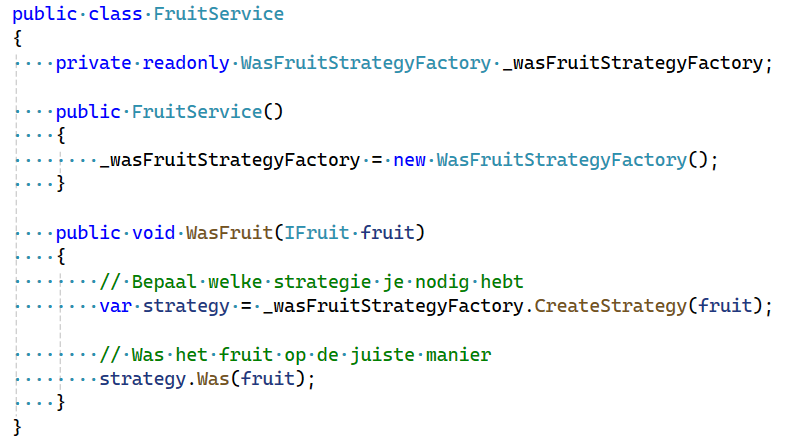 public class FruitService
{
    private readonly WasFruitStrategyFactory _wasFruitStrategyFactory;

    public FruitService()
    {
        _wasFruitStrategyFactory = new WasFruitStrategyFactory();
    }

    public void WasFruit(IFruit fruit)
    {
        // Bepaal welke strategie je nodig hebt
        var strategy = _wasFruitStrategyFactory.CreateStrategy(fruit);

        // Was het fruit op de juiste manier
        strategy.Was(fruit);
    }
}